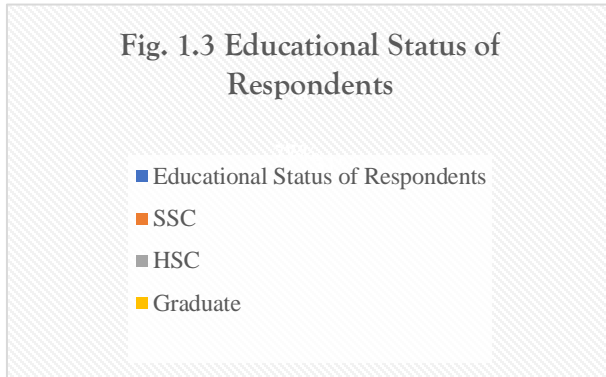 Fig. 1.3 Educational Status of
Respondents
Educational Status of Respondents
SSC
HSC
Graduate